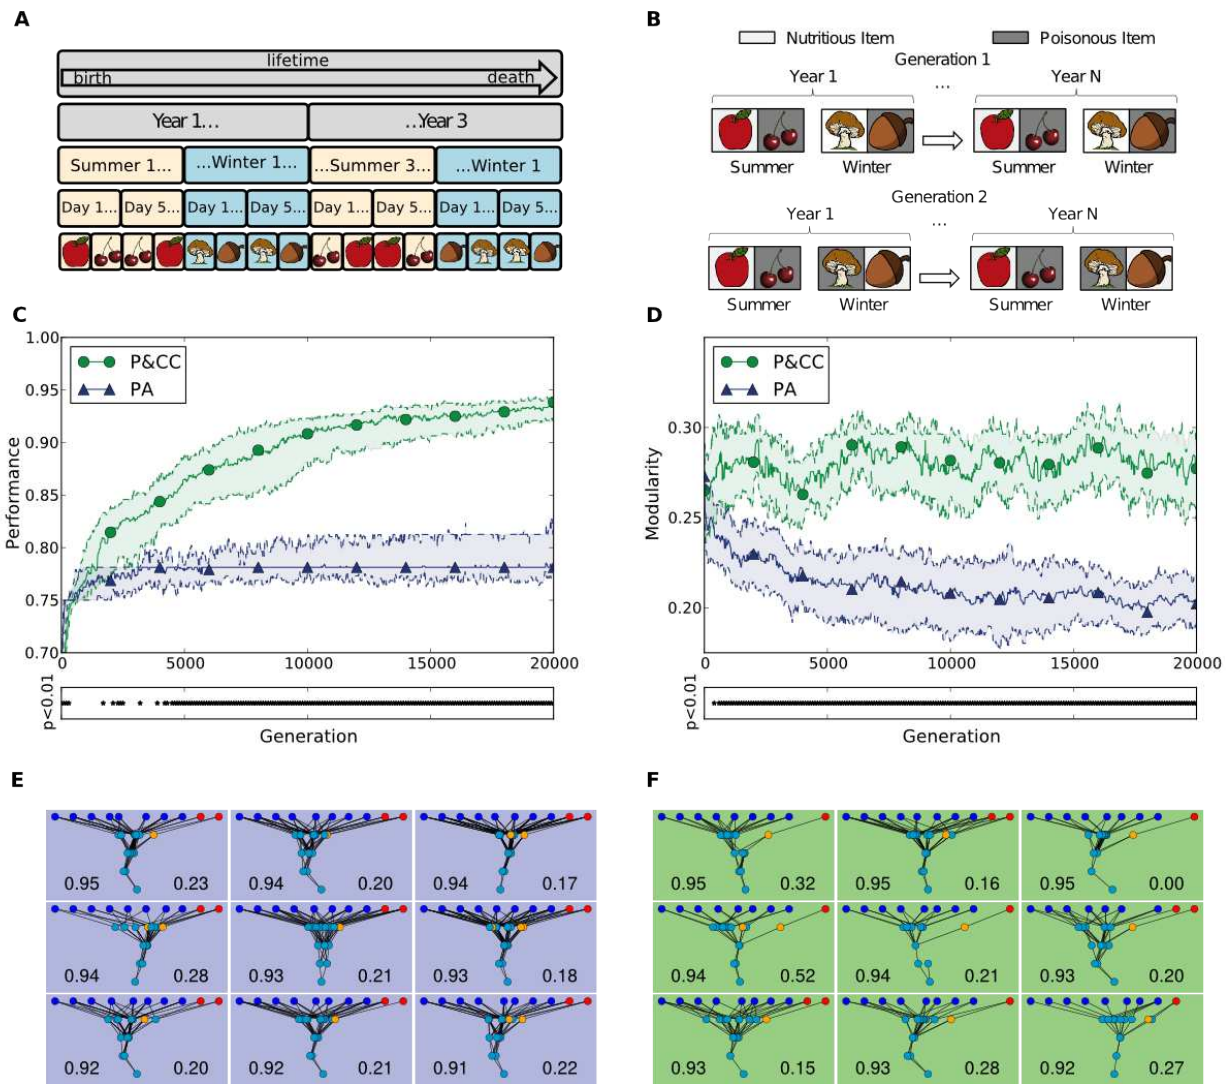 A
lifetime
birth
death
Year 1...
...Year 3
Summer 1...
...Winter 1...
...Summer 3...
...Winter 1
Day 1...
Day 5...
Day 1...
Day 5...
Day 1...
Day 5...
Day 1...
Day 5...
B
Nutritious Item
Poisonous Item
Generation 1
Year 1
...
Year N
Summer
Winter
Summer
Winter
Generation 2
Year 1
...
Year N
Summer
Winter
Summer
Winter
C
1.00
0.95
0.90
0.85
0.80
0.75
0.70
Performance
P&CC
PA
0
5000
10000
15000
20000
p<0.01
Generation
D
0.30
0.25
0.20
Modularity
P&CC
PA
0
5000
10000
15000
20000
p<0.01
Generation
E
0.95 0.23
0.94 0.20
0.94 0.17
0.94 0.28
0.93 0.21
0.93 0.18
0.92 0.20
0.92 0.21
0.91 0.22
F
0.95 0.32
0.95 0.16
0.95 0.00
0.94 0.52
0.94 0.21
0.93 0.20
0.93 0.15
0.93 0.28
0.92 0.27